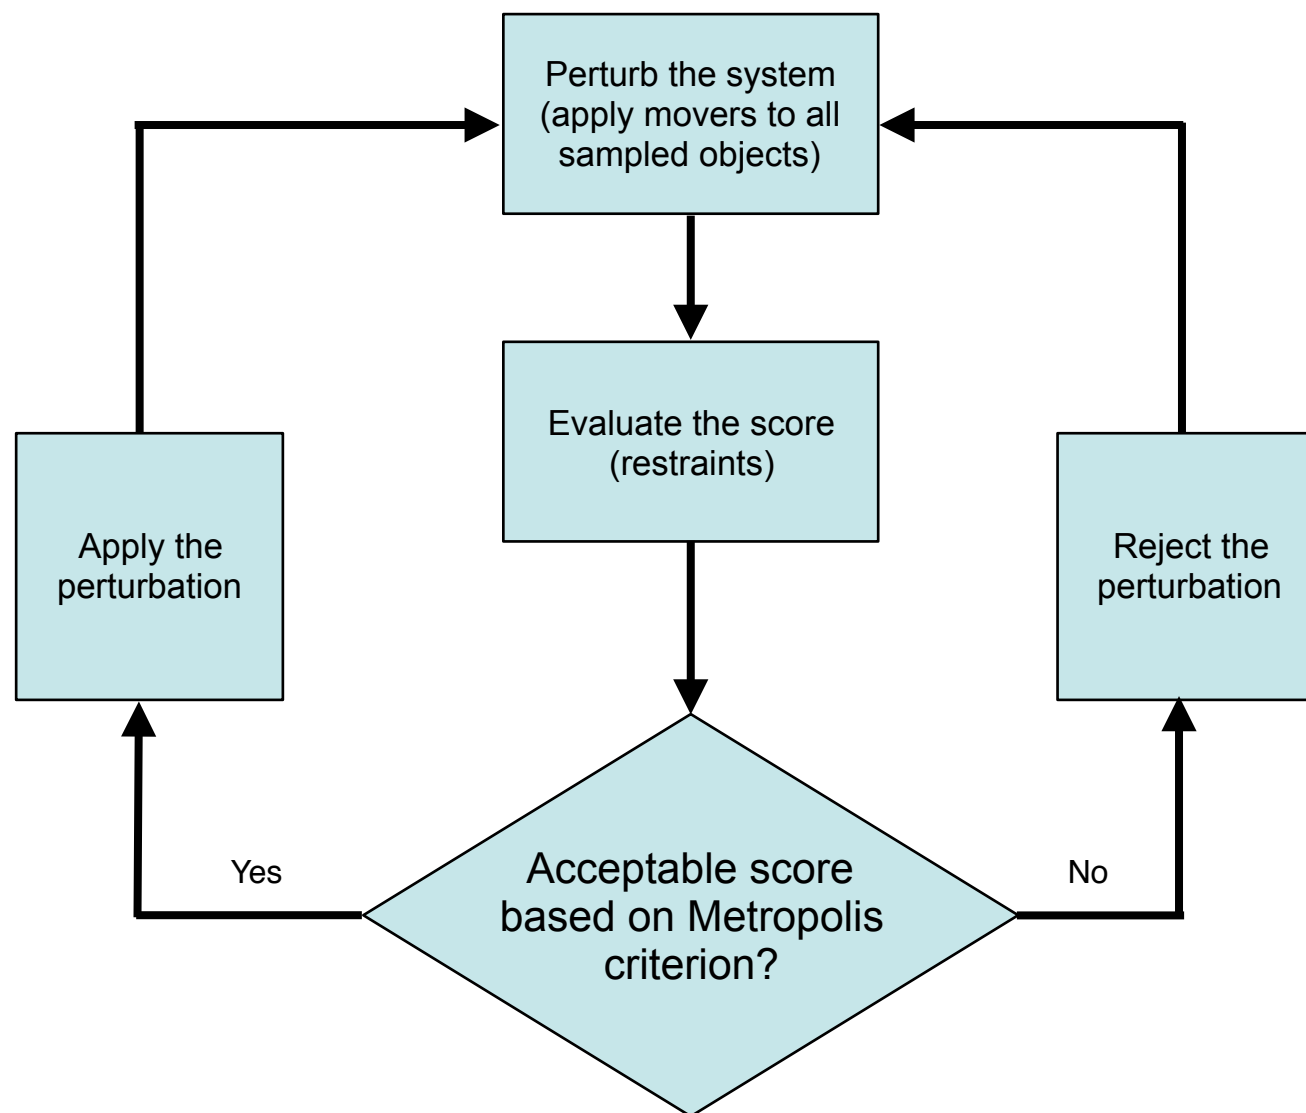 Perturb the system
(apply movers to all
sampled objects)
Evaluate the score
(restraints)
Apply the
perturbation
Reject the
perturbation
Yes
No
Acceptable score
based on Metropolis
criterion?